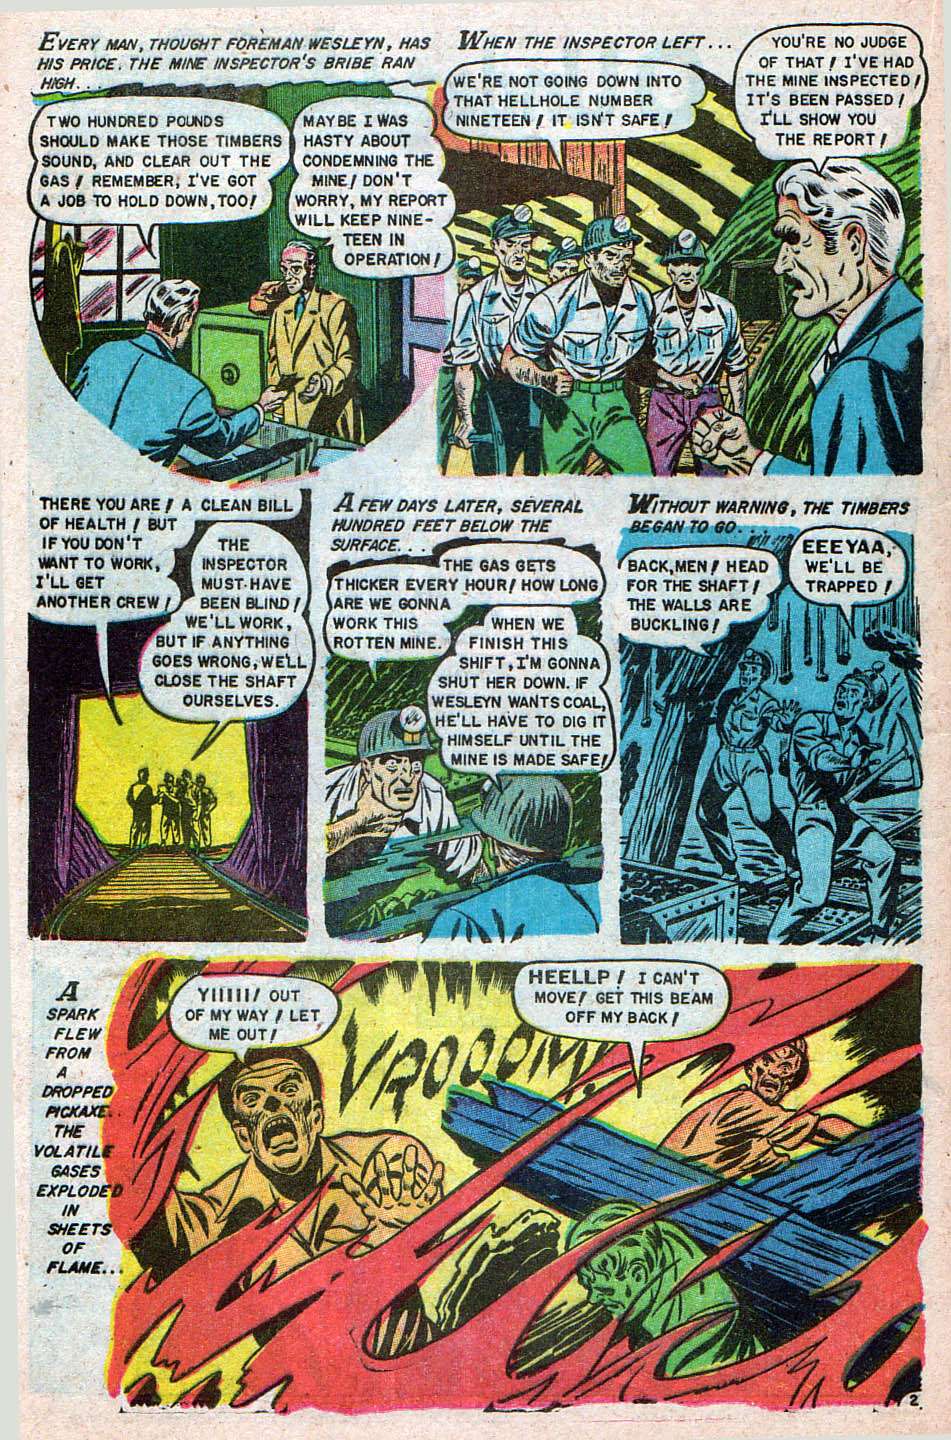 EVERY MAN, THOUGHT FOREMAN WESLEYN, HAS
HIS PRICE. THE MINE INSPECTOR'S BRIBE RAN
HIGH...
TWO HUNDRED POUNDS
SHOULD MAKE THOSE TIMBERS
SOUND, AND CLEAR OUT THE
GAS! REMEMBER, I'VE GOT
A JOB TO HOLD DOWN, TOO!
MAYBE I WAS
HASTY ABOUT
CONDEMNING THE
MINE! DON'T
WORRY, MY REPORT
WILL KEEP NINE-
TEEN IN
OPERATION!
WHEN THE INSPECTOR LEFT...
WE'RE NOT GOING DOWN INTO
THAT HELLHOLE NUMBER
NINETEEN! IT ISN'T SAFE!
YOU'RE NO JUDGE
OF THAT! I'VE HAD
THE MINE INSPECTED!
IT'S BEEN PASSED!
I'LL SHOW YOU
THE REPORT!
THERE YOU ARE! A CLEAN BILL
OF HEALTH! BUT
IF YOU DON'T
WANT TO WORK,
I'LL GET
ANOTHER CREW!
THE
INSPECTOR
MUST HAVE
BEEN BLIND!
WE'LL WORK,
BUT IF ANYTHING
GOES WRONG, WE'LL
CLOSE THE SHAFT
OURSELVES.
A FEW DAYS LATER, SEVERAL
HUNDRED FEET BELOW THE
SURFACE...
THE GAS GETS
THICKER EVERY HOUR! HOW LONG
ARE WE GONNA
WORK THIS
ROTTEN MINE.
WHEN WE
FINISH THIS
SHIFT, I'M GONNA
SHUT HER DOWN. IF
WESLEYN WANTS COAL,
HE'LL HAVE TO DIG IT
HIMSELF UNTIL THE
MINE IS MADE SAFE!
WITHOUT WARNING, THE TIMBERS
BEGAN TO GO...
BACK, MEN! HEAD
FOR THE SHAFT!
THE WALLS ARE
BUCKLING!
EEEYAA,
WE'LL BE
TRAPPED!
A
SPARK
FLEW
FROM
A
DROPPED
PICKAXE...
THE
VOLATILE
GASES
EXPLODED
IN
SHEETS
OF
FLAME...
YIIIII! OUT
OF MY WAY! LET
ME OUT!
VROOOM!
HEELLP! I CAN'T
MOVE! GET THIS BEAM
OFF MY BACK!
2